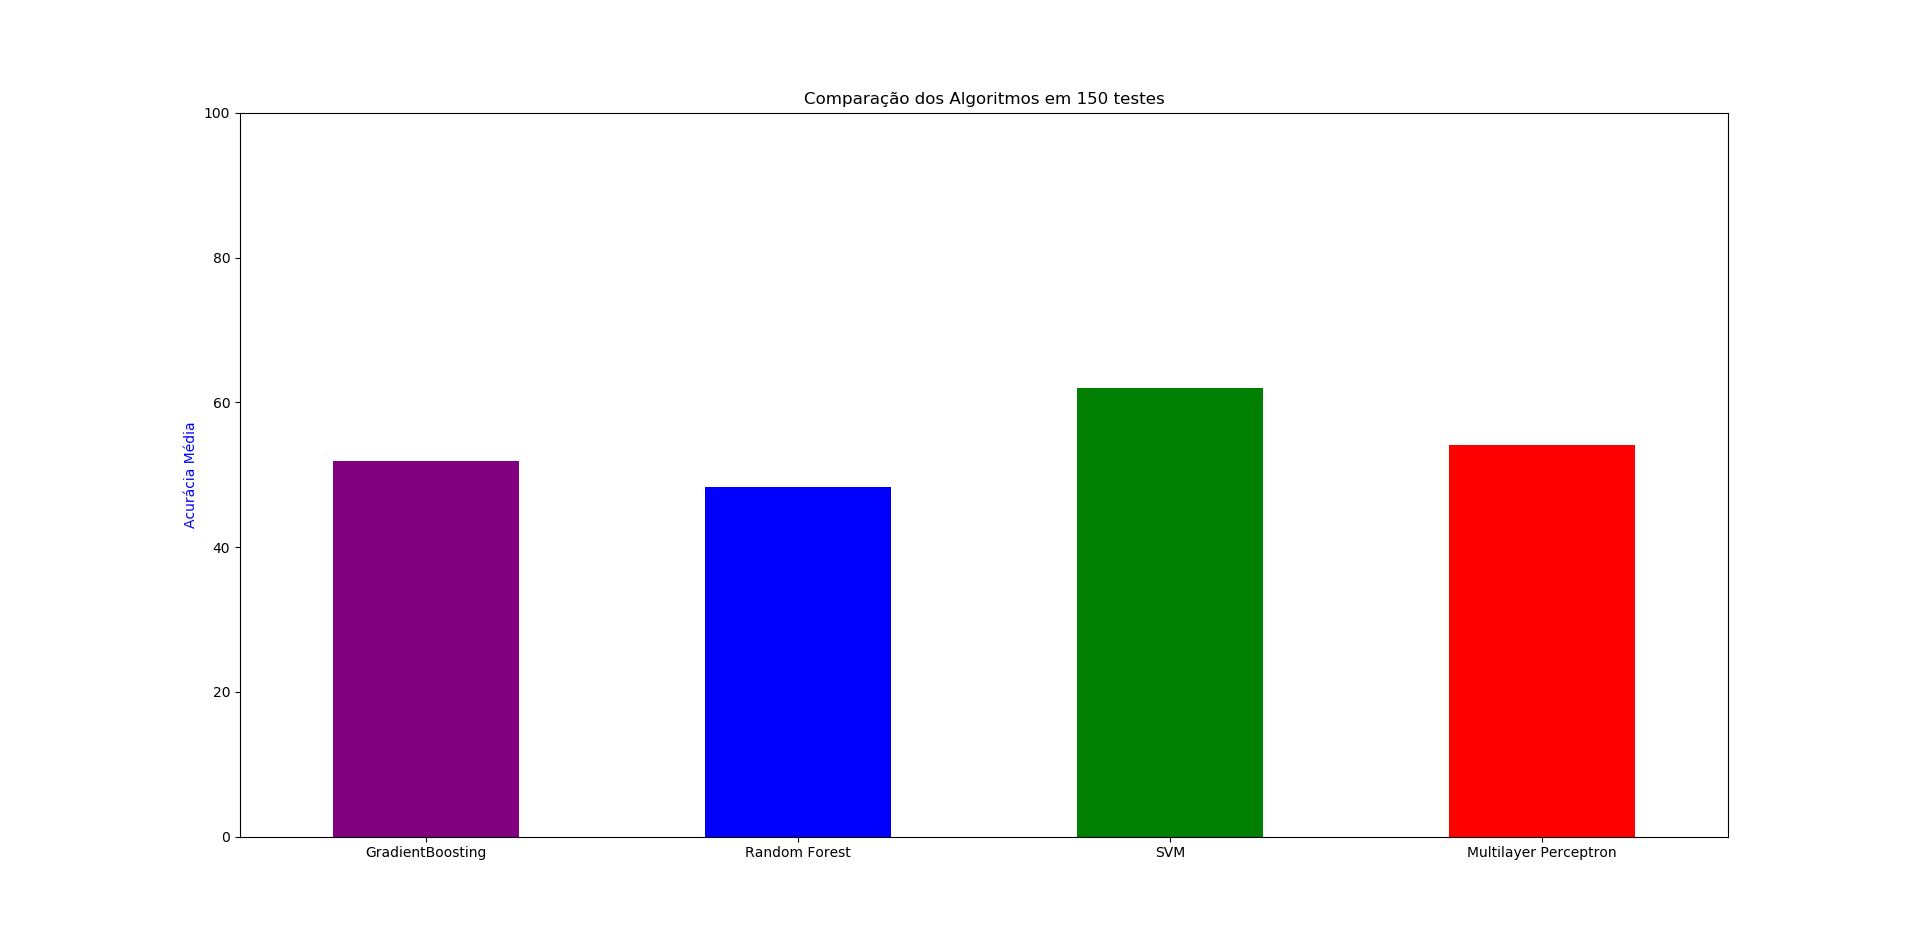 Comparação dos Algoritmos em 150 testes
100
80
60
40
20
0
Acurácia Média
GradientBoosting
Random Forest
SVM
Multilayer Perceptron